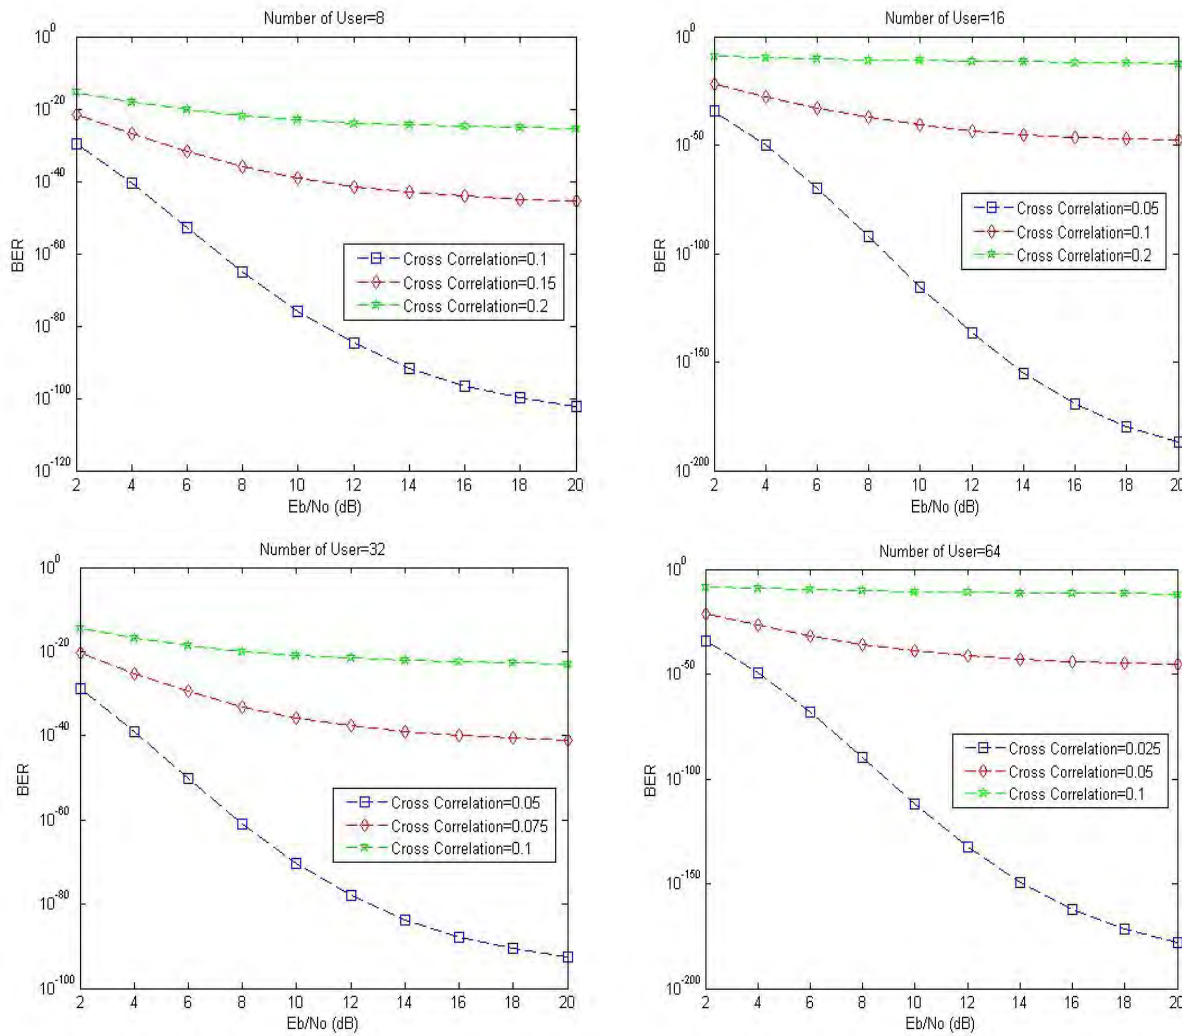 Number of User=8
10^0
10^-20
10^-40
10^-60
10^-80
10^-100
10^-120
BER
Cross Correlation=0.1
Cross Correlation=0.15
Cross Correlation=0.2
2 4 6 8 10 12 14 16 18 20
Eb/No (dB)
Number of User=16
10^0
10^-50
10^-100
10^-150
10^-200
BER
Cross Correlation=0.05
Cross Correlation=0.1
Cross Correlation=0.2
2 4 6 8 10 12 14 16 18 20
Eb/No (dB)
Number of User=32
10^0
10^-20
10^-40
10^-60
10^-80
10^-100
BER
Cross Correlation=0.05
Cross Correlation=0.075
Cross Correlation=0.1
2 4 6 8 10 12 14 16 18 20
Eb/No (dB)
Number of User=64
10^0
10^-50
10^-100
10^-150
10^-200
BER
Cross Correlation=0.025
Cross Correlation=0.05
Cross Correlation=0.1
2 4 6 8 10 12 14 16 18 20
Eb/No (dB)